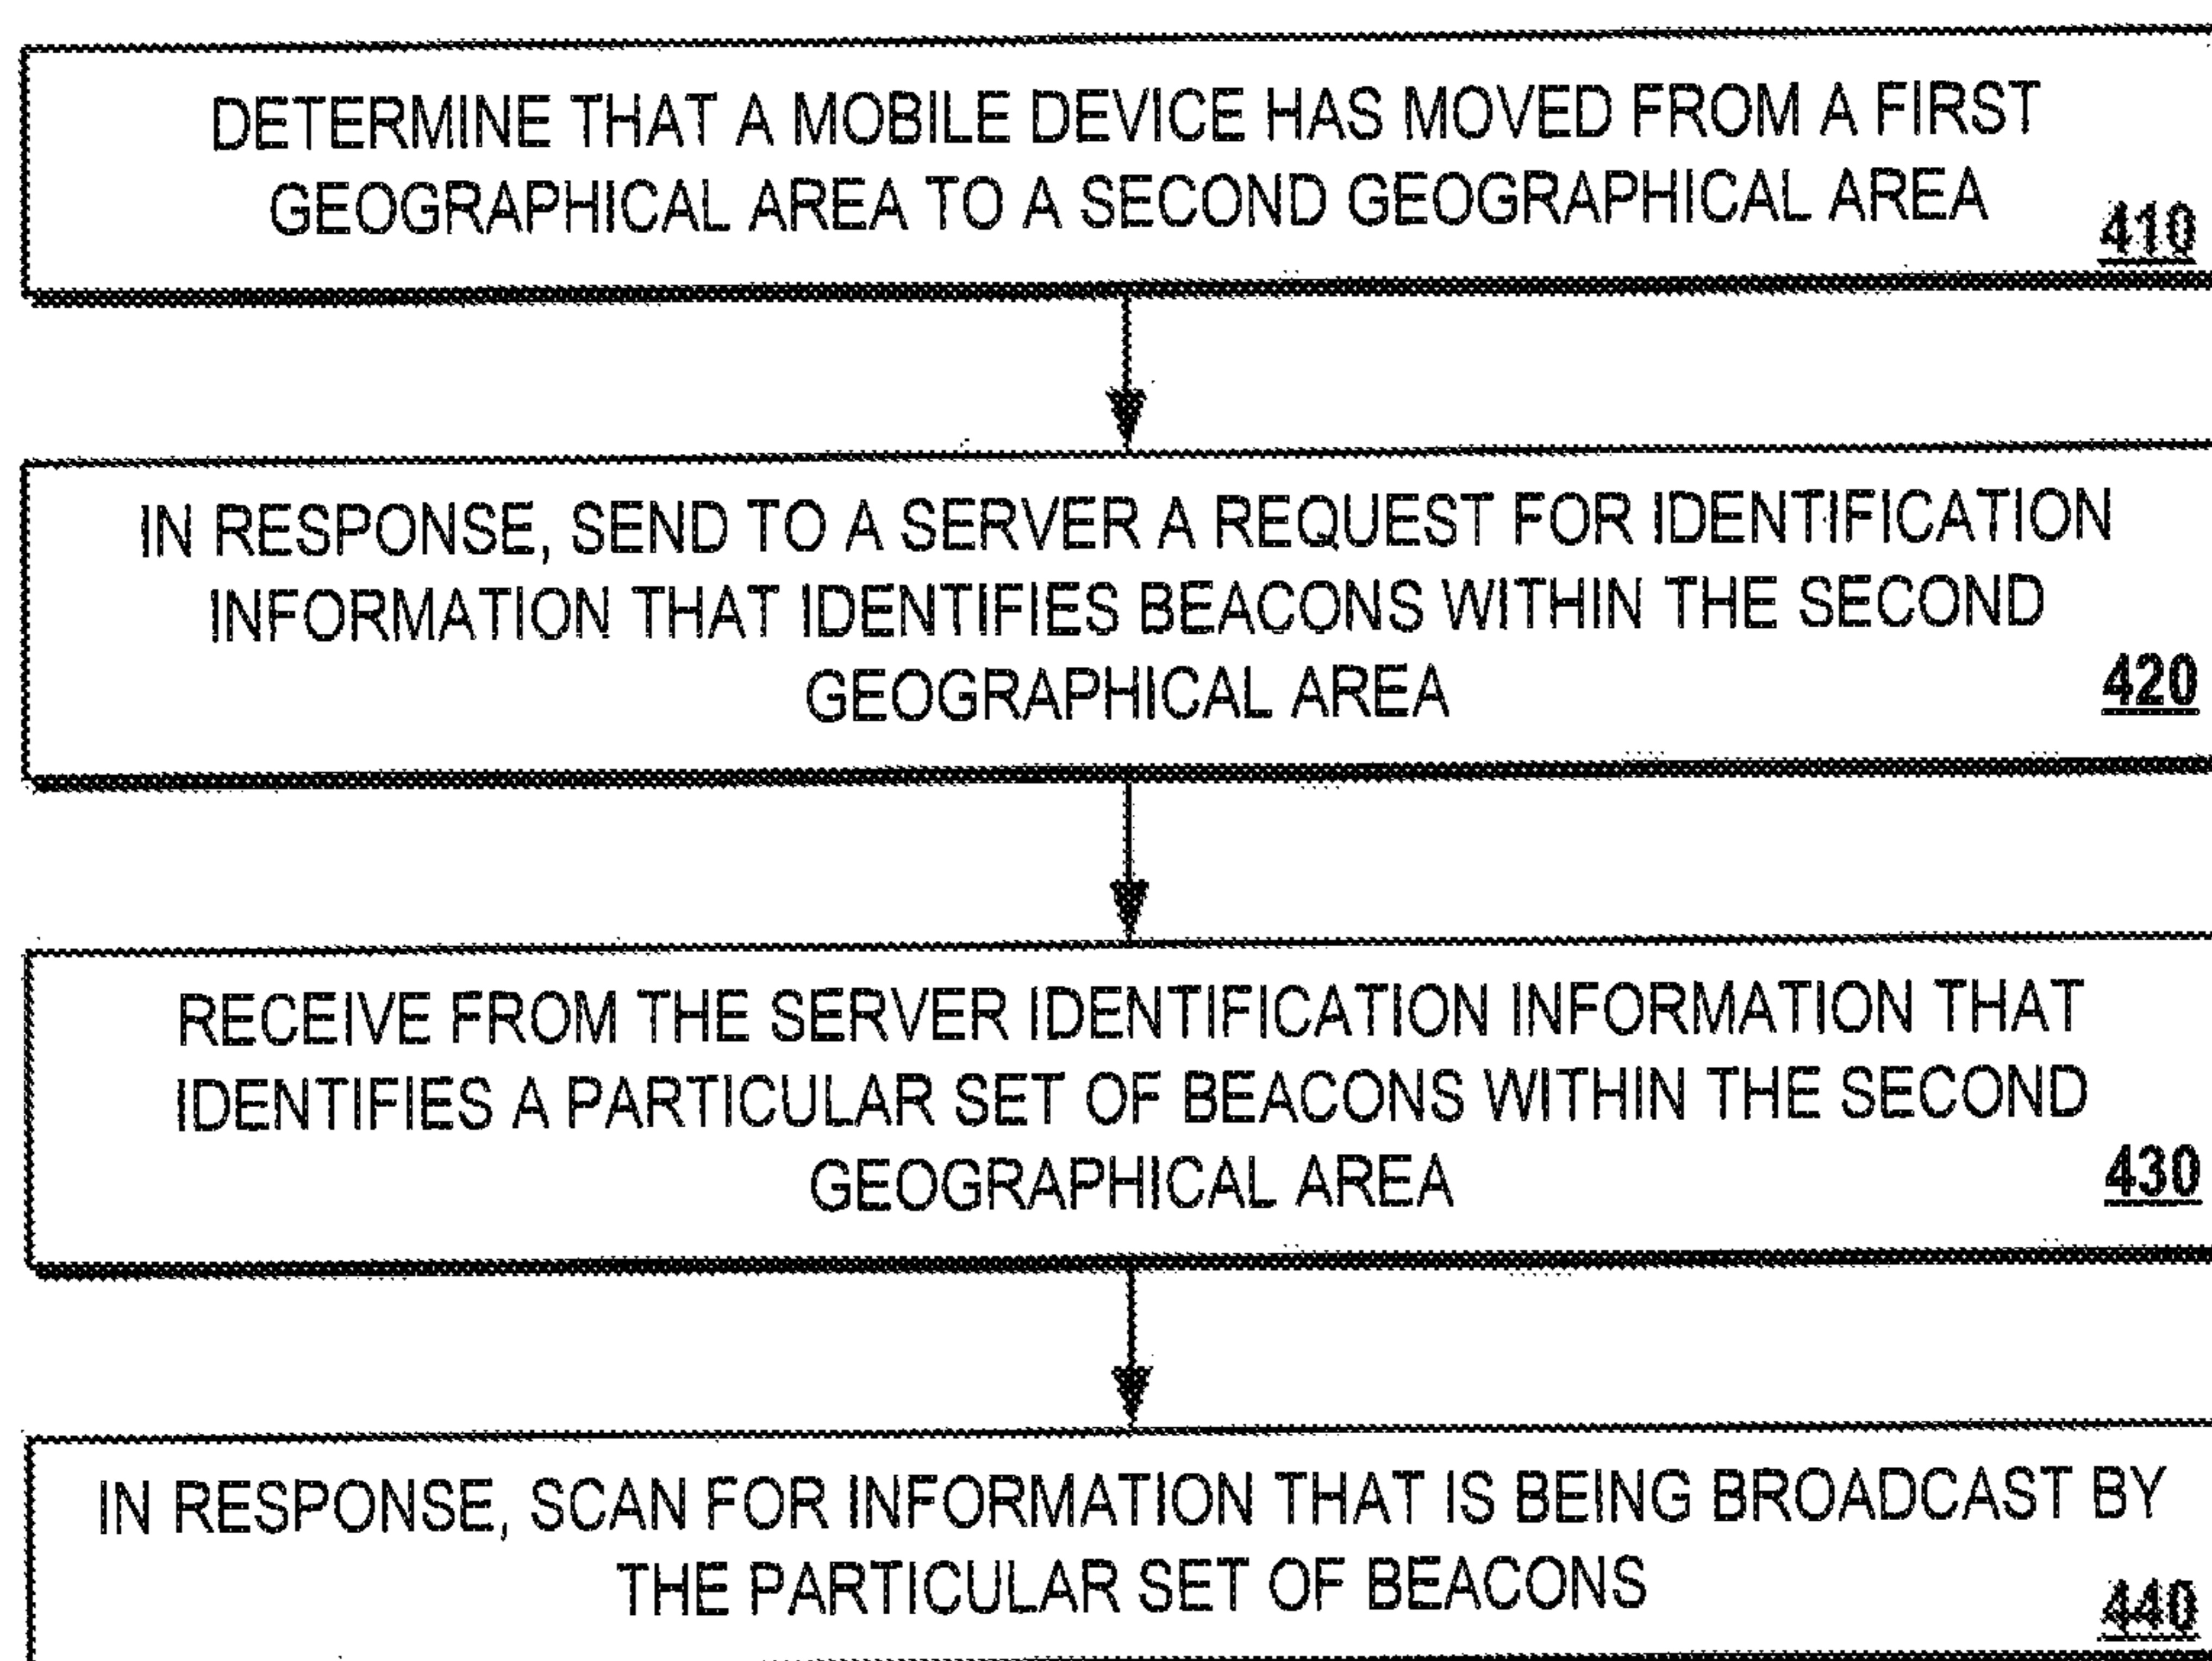 DETERMINE THAT A MOBILE DEVICE HAS MOVED FROM A FIRST
GEOGRAPHICAL AREA TO A SECOND GEOGRAPHICAL AREA
410
IN RESPONSE, SEND TO A SERVER A REQUEST FOR IDENTIFICATION
INFORMATION THAT IDENTIFIES BEACONS WITHIN THE SECOND
GEOGRAPHICAL AREA
420
RECEIVE FROM THE SERVER IDENTIFICATION INFORMATION THAT
IDENTIFIES A PARTICULAR SET OF BEACONS WITHIN THE SECOND
GEOGRAPHICAL AREA
430
IN RESPONSE, SCAN FOR INFORMATION THAT IS BEING BROADCAST BY
THE PARTICULAR SET OF BEACONS
440